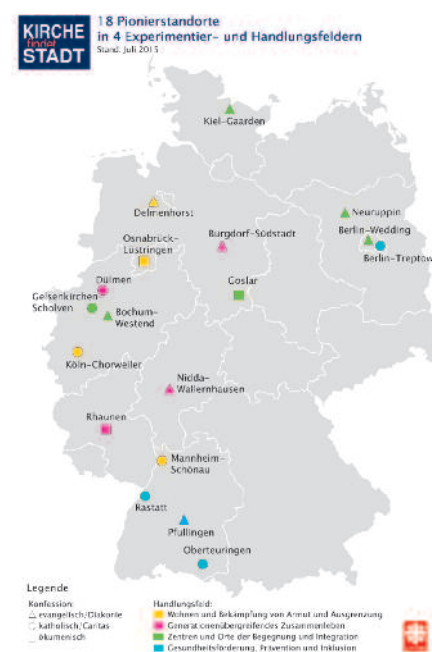 KIRCHE
findet
STADT
18 Pionierstandorte
in 4 Experimentier- und Handlungsfeldern
Stand: Juli 2015
Kiel-Gaarden
Delmenhorst
Neuruppin
Osnabrück-
Lüstringen
Burgdorf-Südstadt
Berlin-Wedding
Berlin-Treptow
Dülmen
Goslar
Gelsenkirchen
Scholven
Bochum-
Westend
Köln-Chorweiler
Nidda-
Wallernhausen
Rhaunen
Mannheim-
Schönau
Rastatt
Pfullingen
Oberteuringen
Legende
Konfession:
evangelisch/Diakonie
katholisch/Caritas
ökumenisch
Handlungsfeld:
Wohnen und Bekämpfung von Armut und Ausgrenzung
Generationenübergreifendes Zusammenleben
Zentren und Orte der Begegnung und Integration
Gesundheitsförderung, Prävention und Inklusion